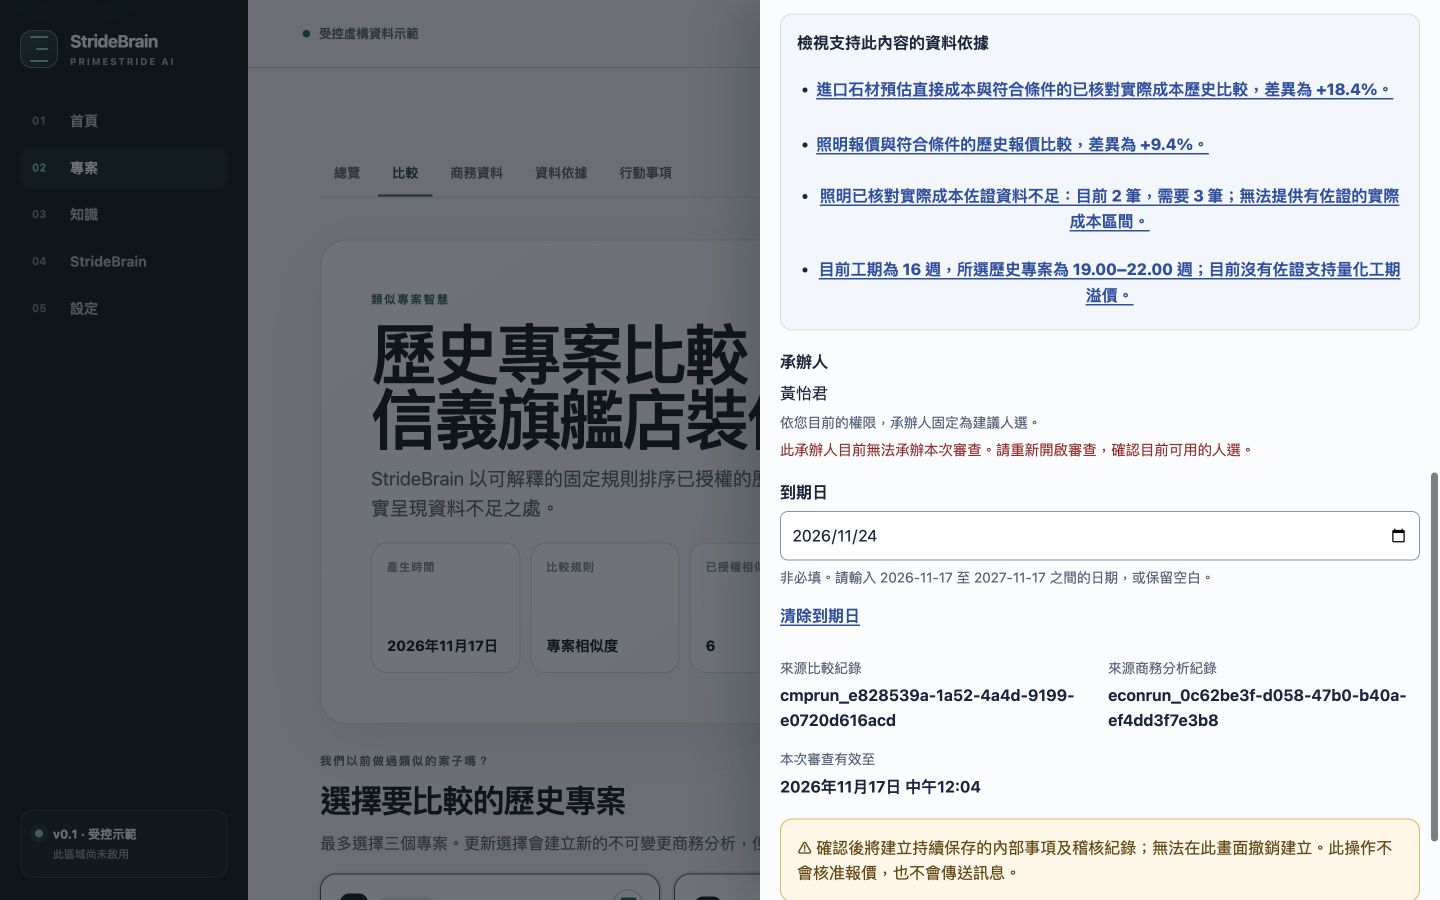 StrideBrain
PRIMESTRIDE AI
01 首頁
02 專案
03 知識
04 StrideBrain
05 設定
v0.1 · 受控示範
此區域尚未啟用
受控虛構資料示範
總覽 比較 商務資料 資料依據 行動事項
類似專案智慧
歷史專案比較
信義旗艦店裝
StrideBrain 以可解釋的固定規則排序已授權的
實呈現資料不足之處。
產生時間
2026年11月17日
比較規則
專案相似度
已授權相
6
我們以前做過類似的案子嗎？
選擇要比較的歷史專案
最多選擇三個專案。更新選擇會建立新的不可變更商務分析，
檢視支持此內容的資料依據
• 進口石材預估直接成本與符合條件的已核對實際成本歷史比較，差異為 +18.4%。
• 照明報價與符合條件的歷史報價比較，差異為 +9.4%。
• 照明已核對實際成本佐證資料不足：目前 2 筆，需要 3 筆；無法提供有佐證的實際
成本區間。
• 目前工期為 16 週，所選歷史專案為 19.00–22.00 週；目前沒有佐證支持量化工期
溢價。
承辦人
黃怡君
依您目前的權限，承辦人固定為建議人選。
此承辦人目前無法承辦本次審查。請重新開啟審查，確認目前可用的人選。
到期日
2026/11/24
非必填。請輸入 2026-11-17 至 2027-11-17 之間的日期，或保留空白。
清除到期日
來源比較紀錄
cmprun_e828539a-1a52-4a4d-9199-
e0720d616acd
來源商務分析紀錄
econrun_0c62be3f-d058-47b0-b40a-
ef4dd3f7e3b8
本次審查有效至
2026年11月17日 中午12:04
⚠ 確認後將建立持續保存的內部事項及稽核紀錄；無法在此畫面撤銷建立。此操作不
會核准報價，也不會傳送訊息。